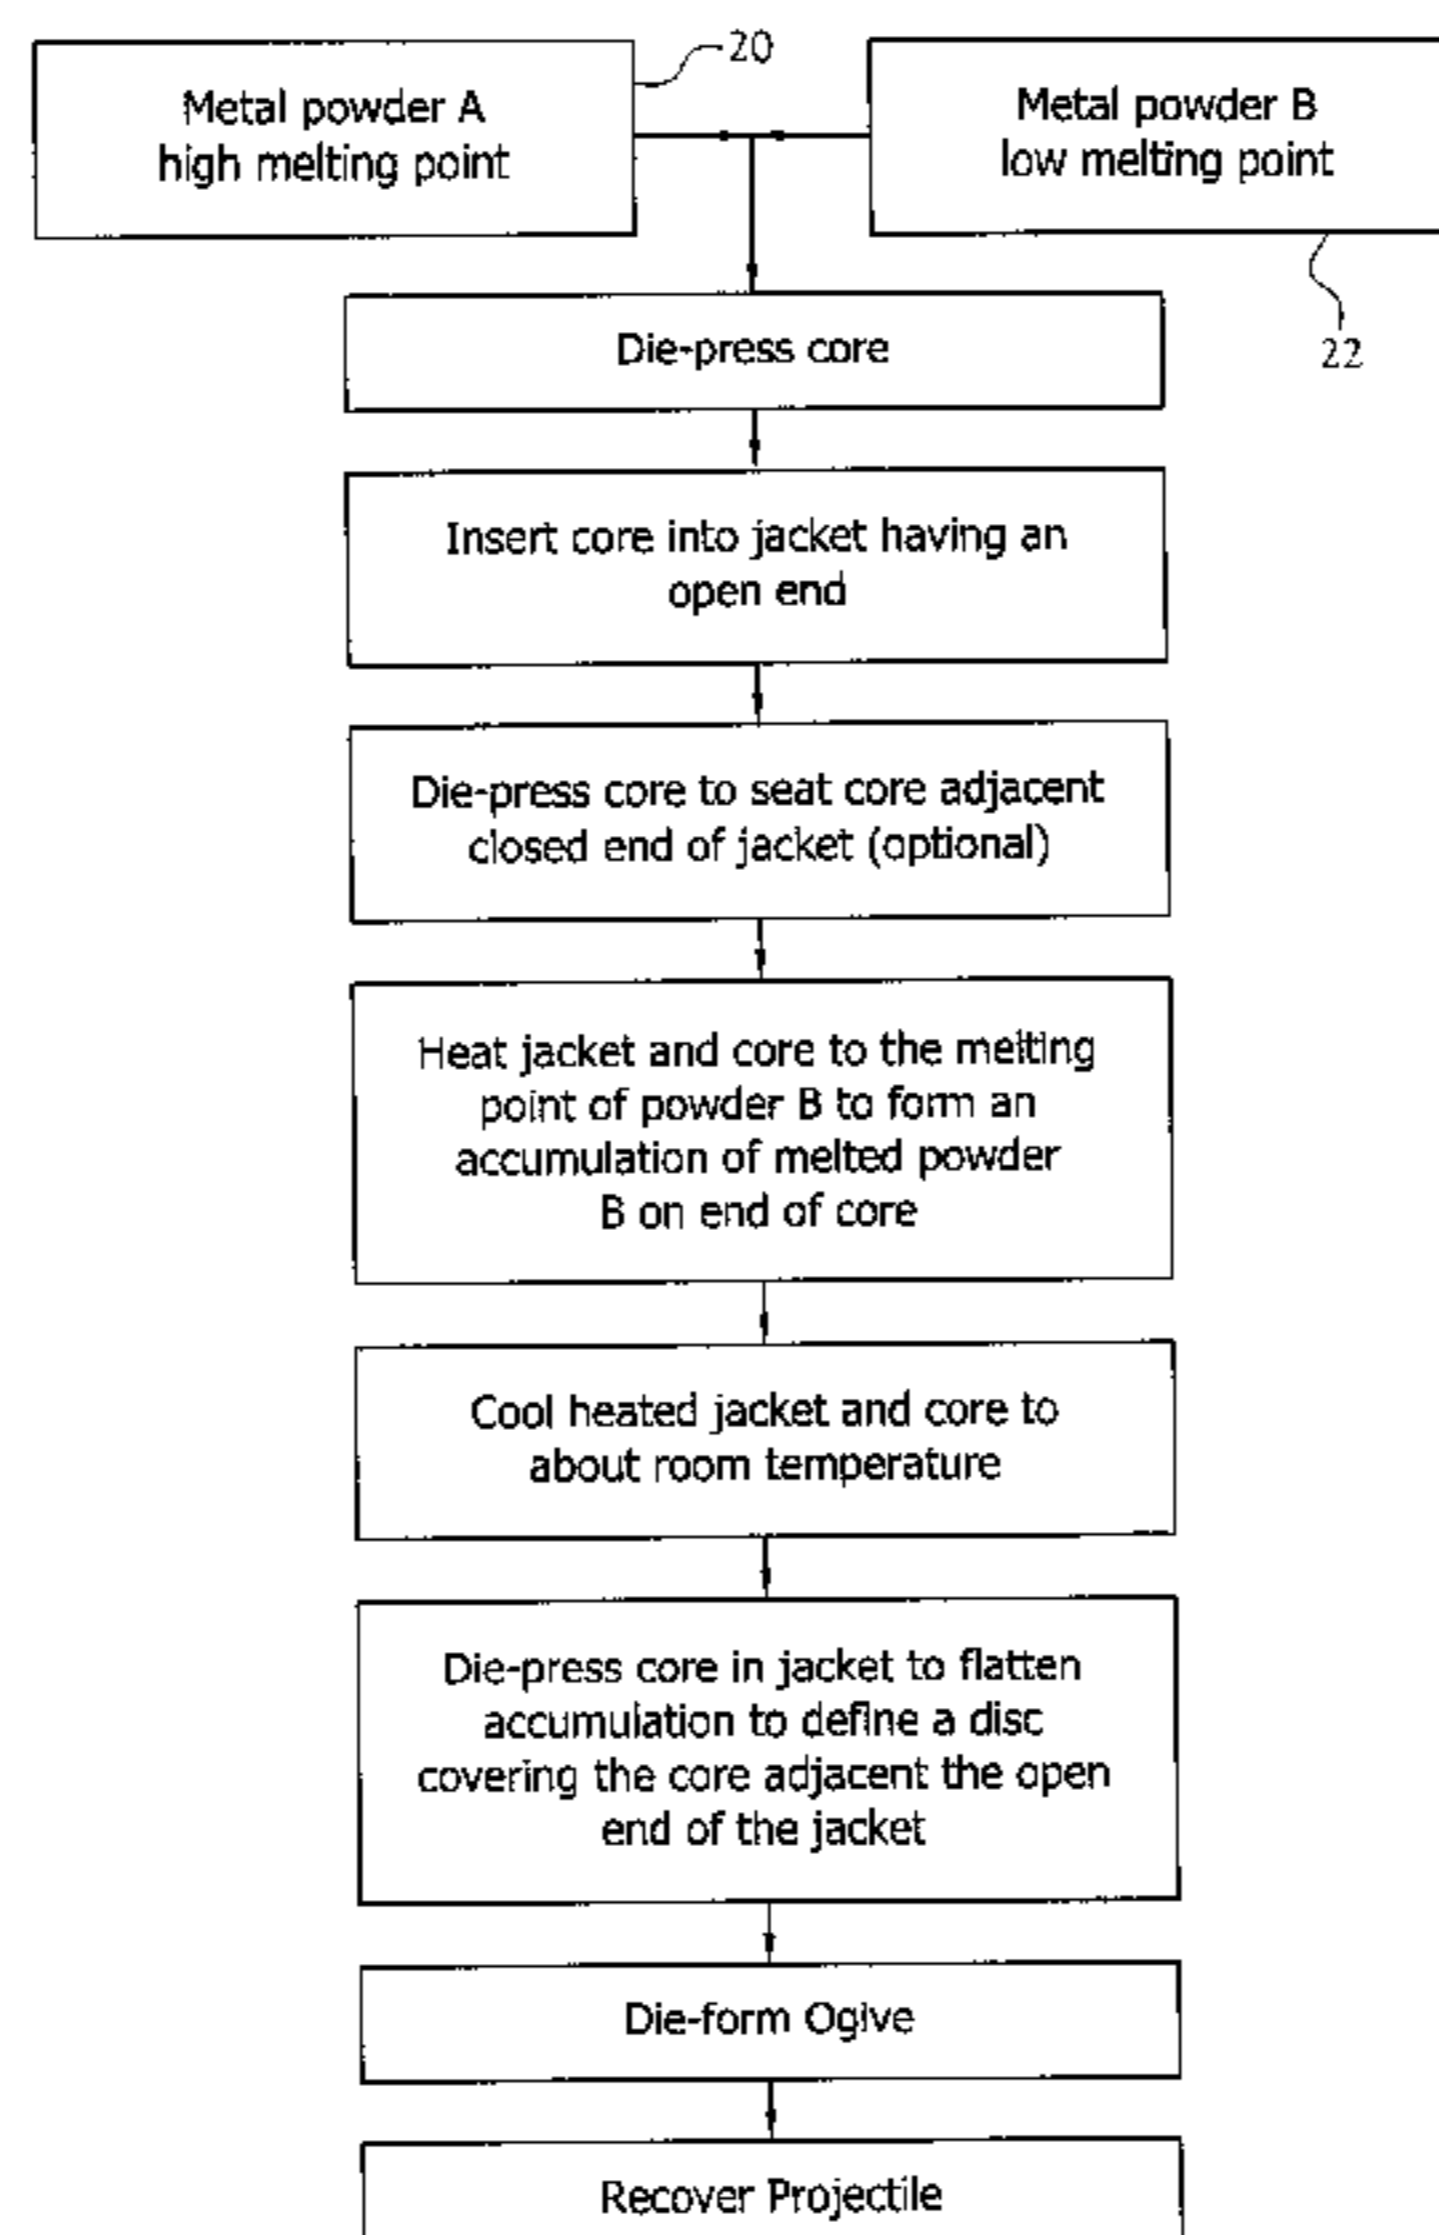 20
Metal powder A
high melting point
Metal powder B
low melting point
22
Die-press core
Insert core into jacket having an
open end
Die-press core to seat core adjacent
closed end of jacket (optional)
Heat jacket and core to the melting
point of powder B to form an
accumulation of melted powder
B on end of core
Cool heated jacket and core to
about room temperature
Die-press core in jacket to flatten
accumulation to define a disc
covering the core adjacent the open
end of the jacket
Die-form Ogive
Recover Projectile